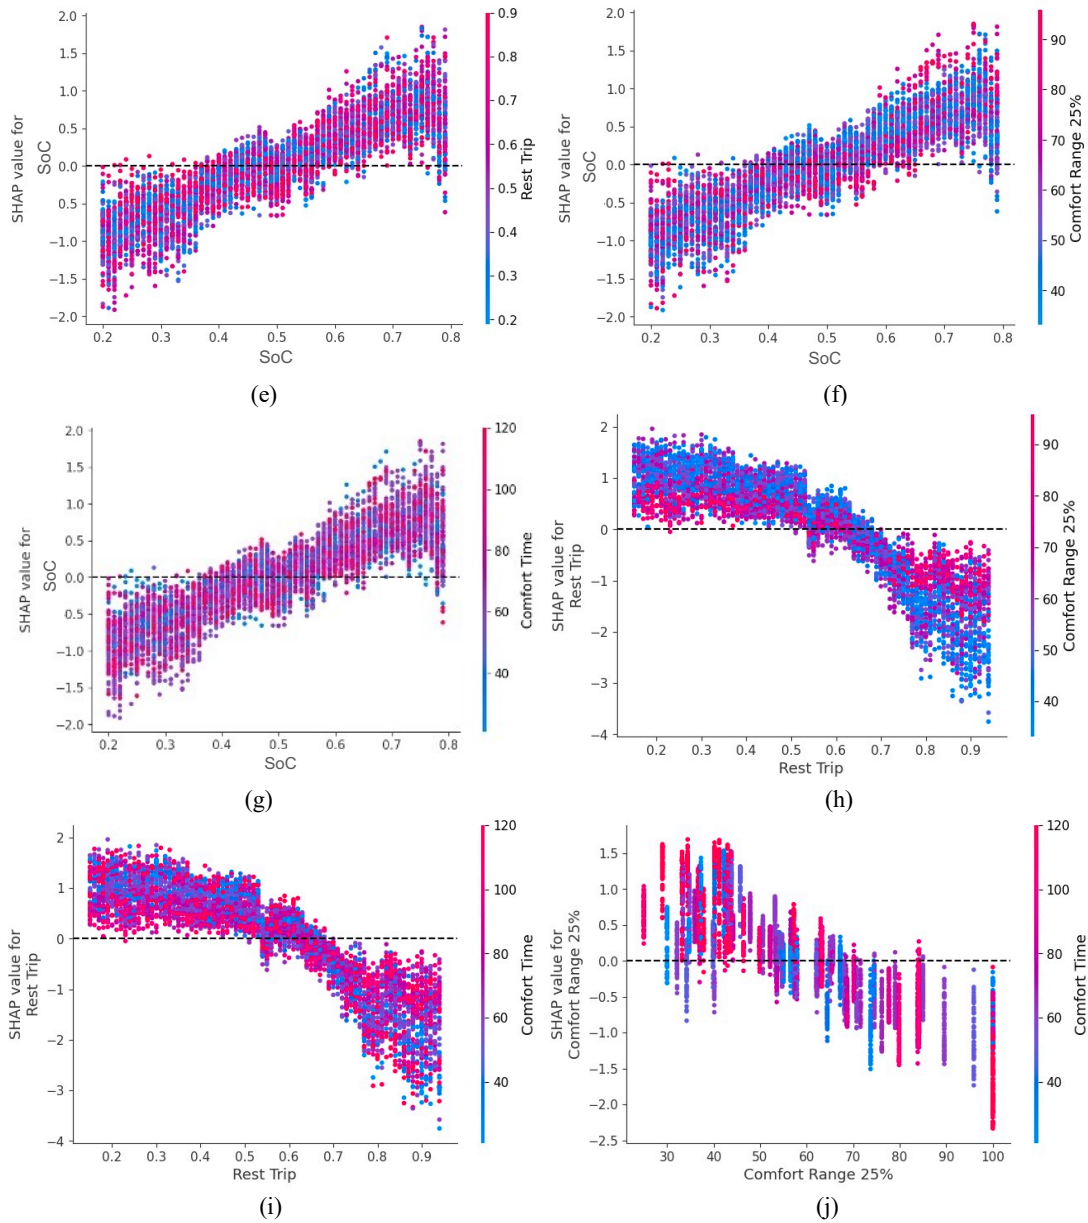 2.0
1.5
1.0
0.5
0.0
−0.5
−1.0
−1.5
−2.0
SHAP value for
SoC
0.2 0.3 0.4 0.5 0.6 0.7 0.8
SoC
0.9
0.8
0.7
0.6
0.5
0.4
0.3
0.2
Rest Trip
(e)
2.0
1.5
1.0
0.5
0.0
−0.5
−1.0
−1.5
−2.0
SHAP value for
SoC
0.2 0.3 0.4 0.5 0.6 0.7 0.8
SoC
90
80
70
60
50
40
Comfort Range 25%
(f)
2.0
1.5
1.0
0.5
0.0
−0.5
−1.0
−1.5
−2.0
SHAP value for
SoC
0.2 0.3 0.4 0.5 0.6 0.7 0.8
SoC
120
100
80
60
40
Comfort Time
(g)
2
1
0
−1
−2
−3
−4
SHAP value for
Rest Trip
0.2 0.3 0.4 0.5 0.6 0.7 0.8 0.9
Rest Trip
90
80
70
60
50
40
Comfort Range 25%
(h)
2
1
0
−1
−2
−3
−4
SHAP value for
Rest Trip
0.2 0.3 0.4 0.5 0.6 0.7 0.8 0.9
Rest Trip
120
100
80
60
40
Comfort Time
(i)
1.5
1.0
0.5
0.0
−0.5
−1.0
−1.5
−2.0
−2.5
SHAP value for
Comfort Range 25%
30 40 50 60 70 80 90 100
Comfort Range 25%
120
100
80
60
40
Comfort Time
(j)